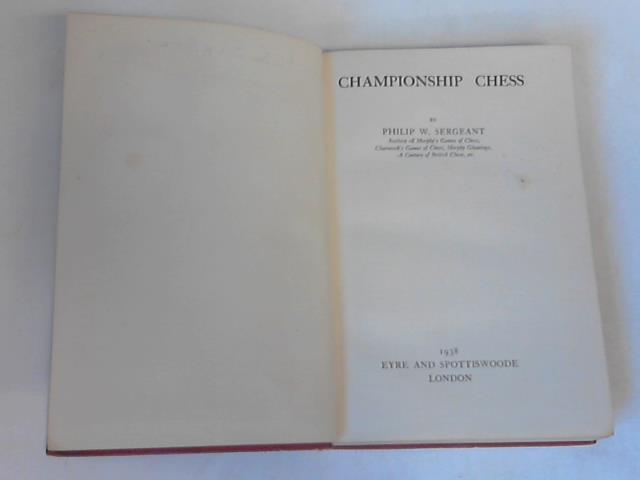 CHAMPIONSHIP CHESS
BY
PHILIP W. SERGEANT
Author of Morphy's Games of Chess,
Charousek's Games of Chess, Morphy Gleanings,
A Century of British Chess, etc.
1938
EYRE AND SPOTTISWOODE
LONDON